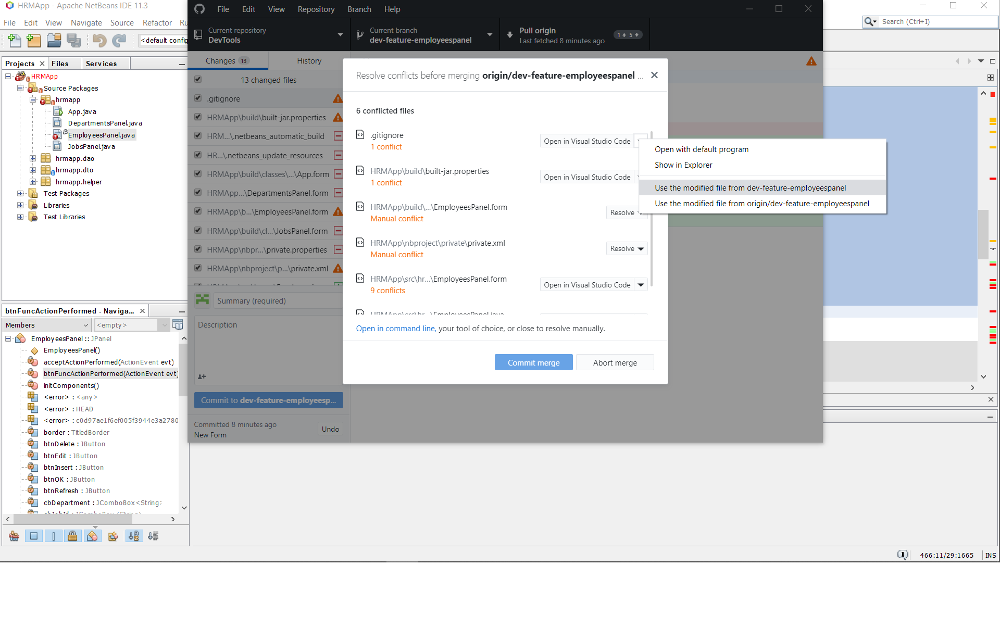 HRMApp - Apache NetBeans IDE 11.3
File Edit View Navigate Source Refactor
Search (Ctrl+I)
<default config
Projects Files Services
HRMApp
Source Packages
hrmapp
App.java
DepartmentsPanel.java
EmployeesPanel.java
JobsPanel.java
hrmapp.dao
hrmapp.dto
hrmapp.helper
Test Packages
Libraries
Test Libraries
btnFuncActionPerformed - Naviga...
Members <empty>
EmployeesPanel :: JPanel
EmployeesPanel()
acceptActionPerformed(ActionEvent evt)
btnFuncActionPerformed(ActionEvent evt)
initComponents()
<error> : <any>
<error> : HEAD
<error> : c0d97ae1f6ef005f3944e3a2780
border : TitledBorder
btnDelete : JButton
btnEdit : JButton
btnInsert : JButton
btnOK : JButton
btnRefresh : JButton
cbDepartment : JComboBox<String>
cbJobId : JComboBox<String>
File Edit View Repository Branch Help
Current repository
DevTools
Current branch
dev-feature-employeespanel
Pull origin
Last fetched 8 minutes ago
1 5
Changes 13 History
13 changed files
.gitignore
HRMApp\build\built-jar.properties
HRM...\.netbeans_automatic_build
HR...\.netbeans_update_resources
HRMApp\build\classes\...\App.form
HRMApp...\DepartmentsPanel.form
HRMApp\b...\EmployeesPanel.form
HRMApp\build\cl...\JobsPanel.form
HRMApp\nbpr...\private.properties
HRMApp\nbproject\p...\private.xml
Summary (required)
Description
Commit to dev-feature-employeesp...
Committed 8 minutes ago
New Form
Undo
Resolve conflicts before merging origin/dev-feature-employeespanel ...
6 conflicted files
.gitignore
1 conflict
Open in Visual Studio Code
HRMApp\build\built-jar.properties
1 conflict
Open in Visual Studio Code
HRMApp\build\...\EmployeesPanel.form
Manual conflict
Resolve
HRMApp\nbproject\private\private.xml
Manual conflict
Resolve
HRMApp\src\hr...\EmployeesPanel.form
9 conflicts
Open in Visual Studio Code
HRMApp\src\hr...\EmployeesPanel.java
Open in command line, your tool of choice, or close to resolve manually.
Commit merge Abort merge
Open with default program
Show in Explorer
Use the modified file from dev-feature-employeespanel
Use the modified file from origin/dev-feature-employeespanel
1 466:11/29:1665 INS